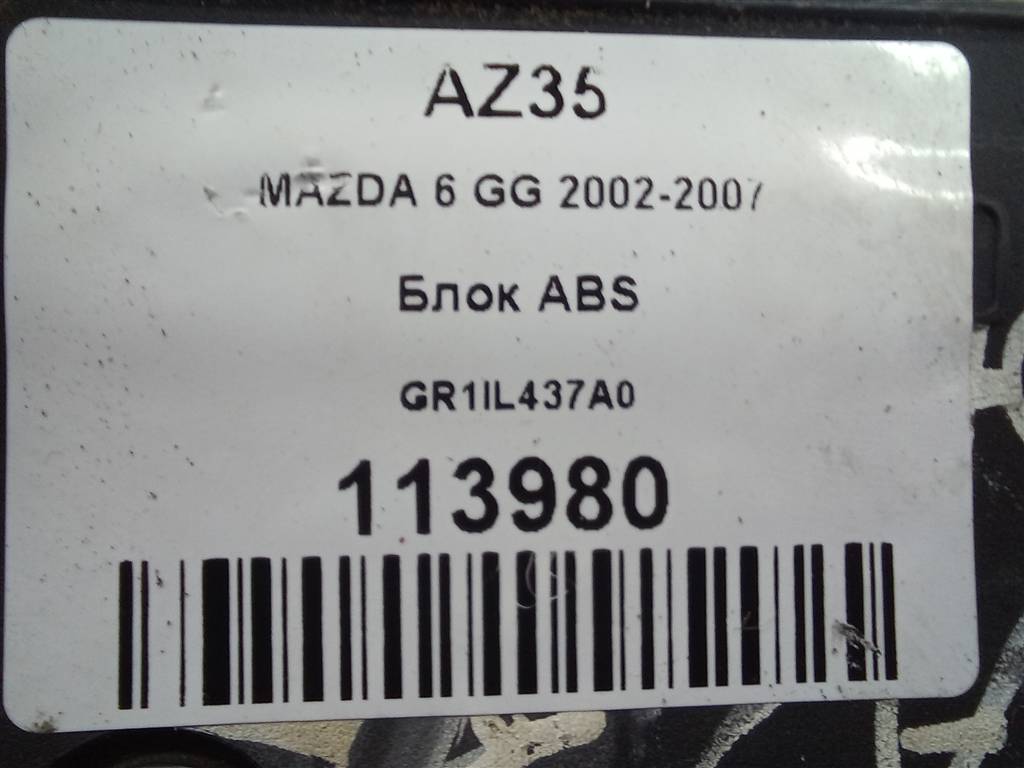 AZ35
MAZDA 6 GG 2002-2007
Блок ABS
GR1IL437A0
113980